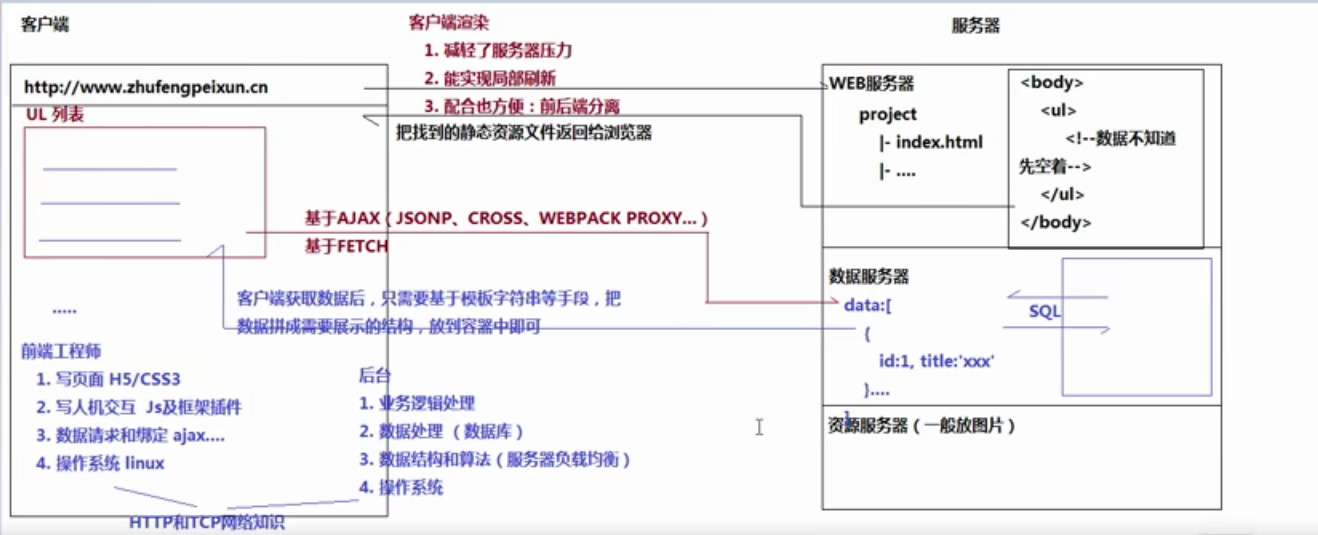 客户端
客户端渲染
1. 减轻了服务器压力
2. 能实现局部刷新
3. 配合也方便：前后端分离
服务器
http://www.zhufengpeixun.cn
UL 列表
把找到的静态资源文件返回给浏览器
WEB服务器
project
|- index.html
|- ....
<body>
<ul>
<!--数据不知道
先空着-->
</ul>
</body>
基于AJAX（JSONP、CROSS、WEBPACK PROXY...）
基于FETCH
客户端获取数据后，只需要基于模板字符串等手段，把
数据拼成需要展示的结构，放到容器中即可
数据服务器
data:[
{
id:1, title:'xxx'
}....
]
SQL
资源服务器（一般放图片）
.....
前端工程师
1. 写页面 H5/CSS3
2. 写人机交互 Js及框架插件
3. 数据请求和绑定 ajax....
4. 操作系统 linux
后台
1. 业务逻辑处理
2. 数据处理 （数据库）
3. 数据结构和算法（服务器负载均衡）
4. 操作系统
HTTP和TCP网络知识